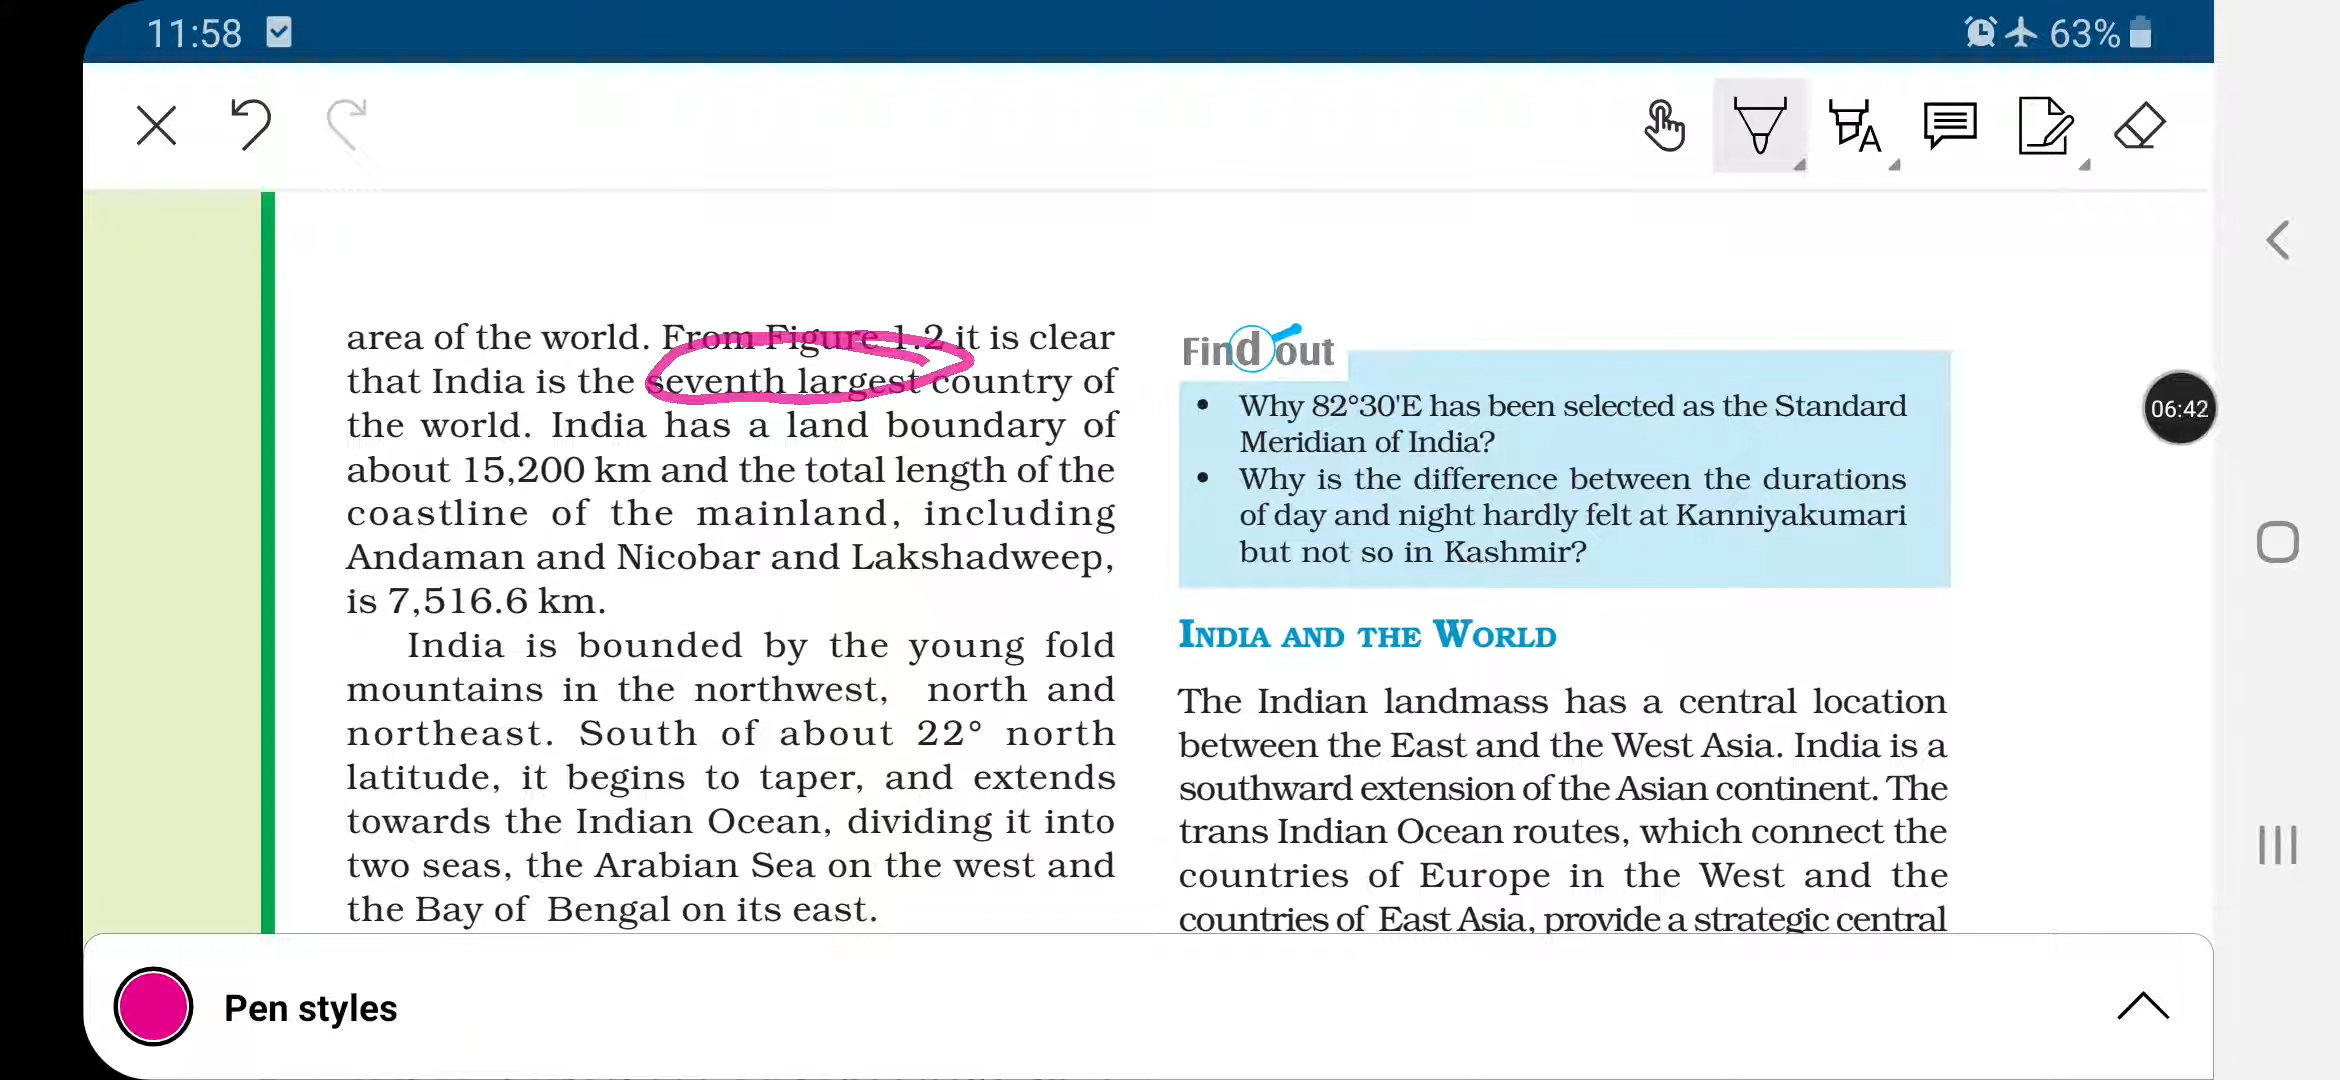 11:58
63%
area of the world. From Figure 1.2 it is clear
that India is the seventh largest country of
the world. India has a land boundary of
about 15,200 km and the total length of the
coastline of the mainland, including
Andaman and Nicobar and Lakshadweep,
is 7,516.6 km.
India is bounded by the young fold
mountains in the northwest, north and
northeast. South of about 22° north
latitude, it begins to taper, and extends
towards the Indian Ocean, dividing it into
two seas, the Arabian Sea on the west and
the Bay of Bengal on its east.
Find out
• Why 82°30'E has been selected as the Standard
Meridian of India?
• Why is the difference between the durations
of day and night hardly felt at Kanniyakumari
but not so in Kashmir?
INDIA AND THE WORLD
The Indian landmass has a central location
between the East and the West Asia. India is a
southward extension of the Asian continent. The
trans Indian Ocean routes, which connect the
countries of Europe in the West and the
countries of East Asia, provide a strategic central
06:42
Pen styles